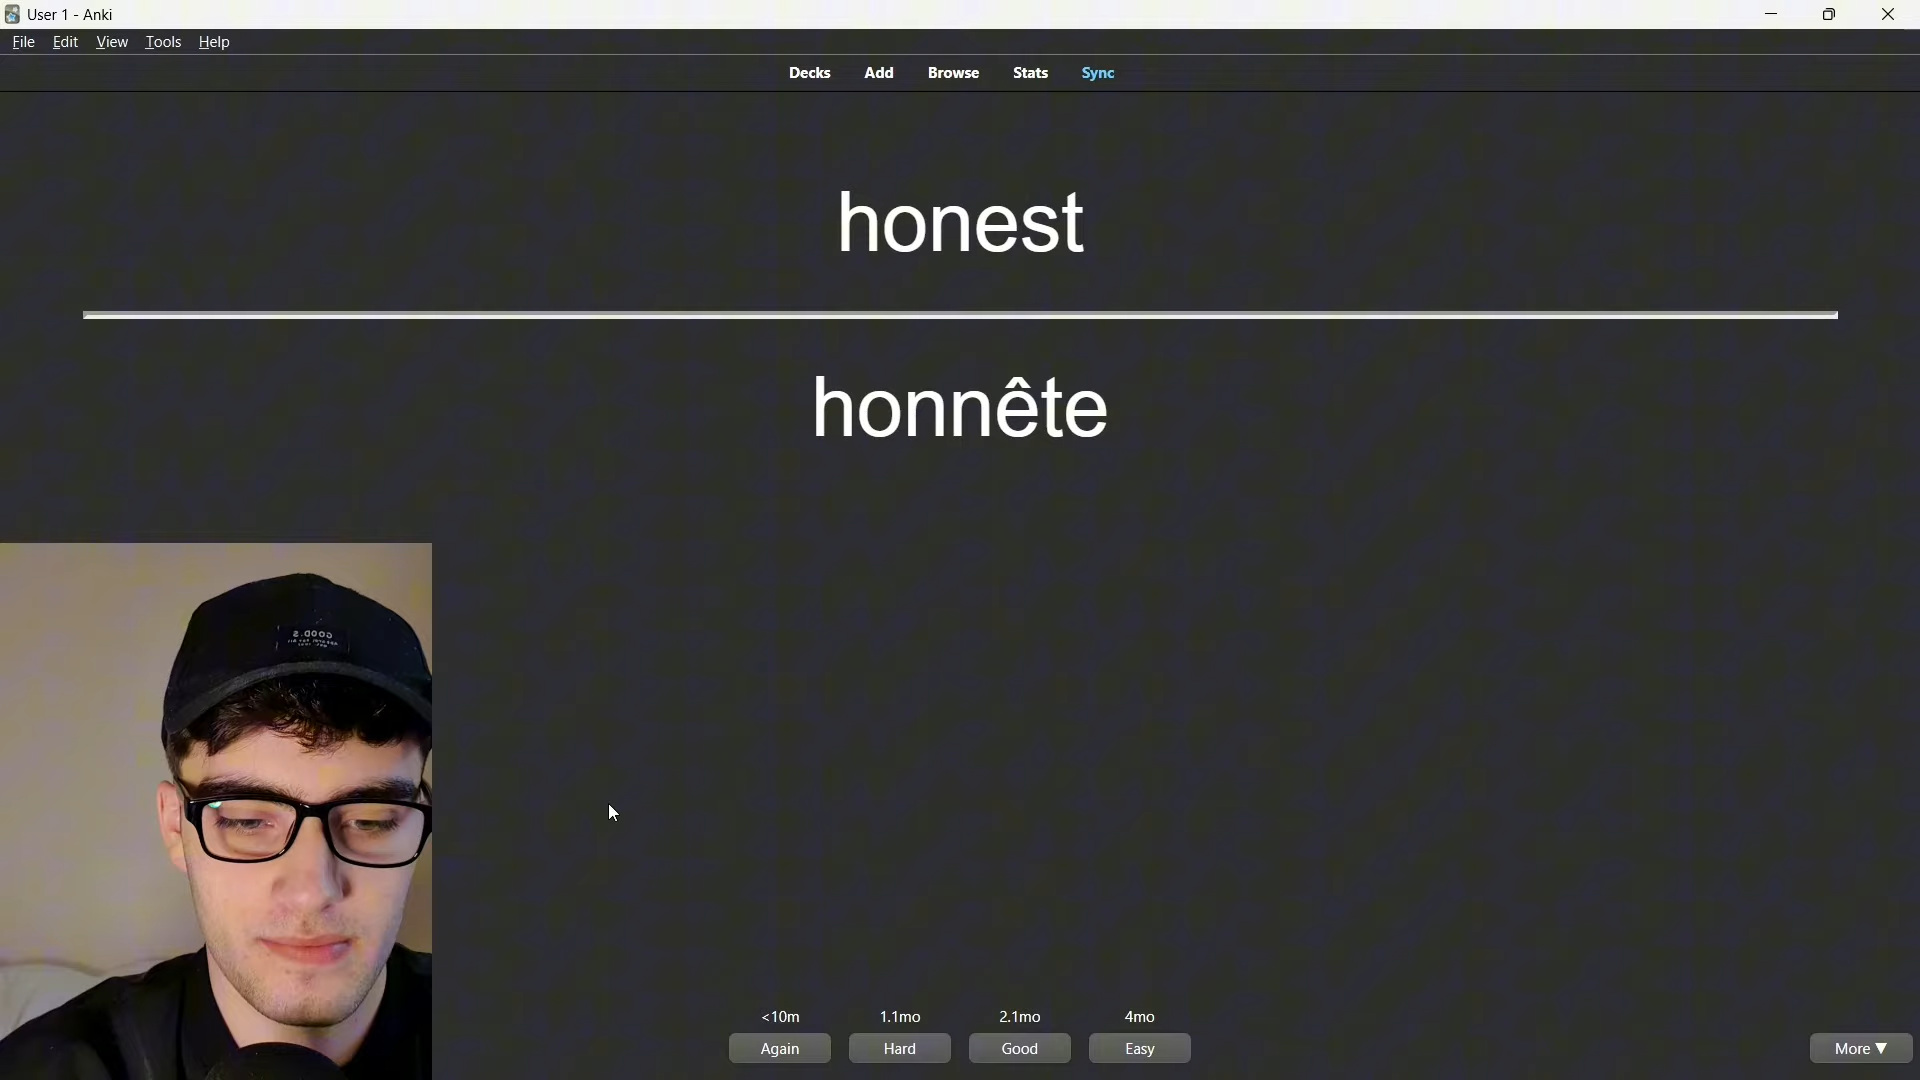 User 1 - Anki
File Edit View Tools Help
Decks Add Browse Stats Sync
honest
honnête
GOOD.S
<10m 1.1mo 2.1mo 4mo
Again Hard Good Easy More ▼